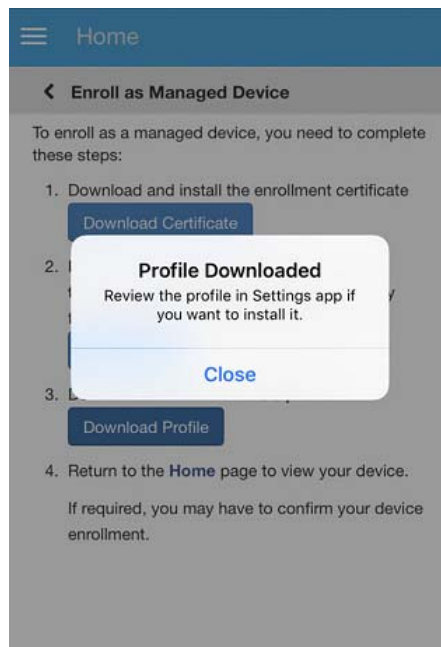 Home
Enroll as Managed Device
To enroll as a managed device, you need to complete
these steps:
1. Download and install the enrollment certificate
Download Certificate
2.
Profile Downloaded
Review the profile in Settings app if
you want to install it.
Close
3.
Download Profile
4. Return to the Home page to view your device.
If required, you may have to confirm your device
enrollment.